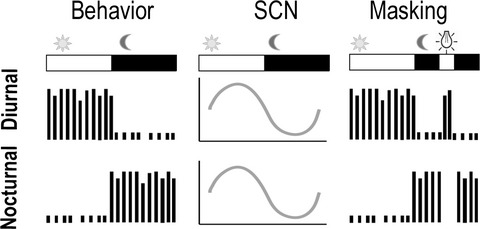 Behavior
SCN
Masking
Diurnal
Nocturnal